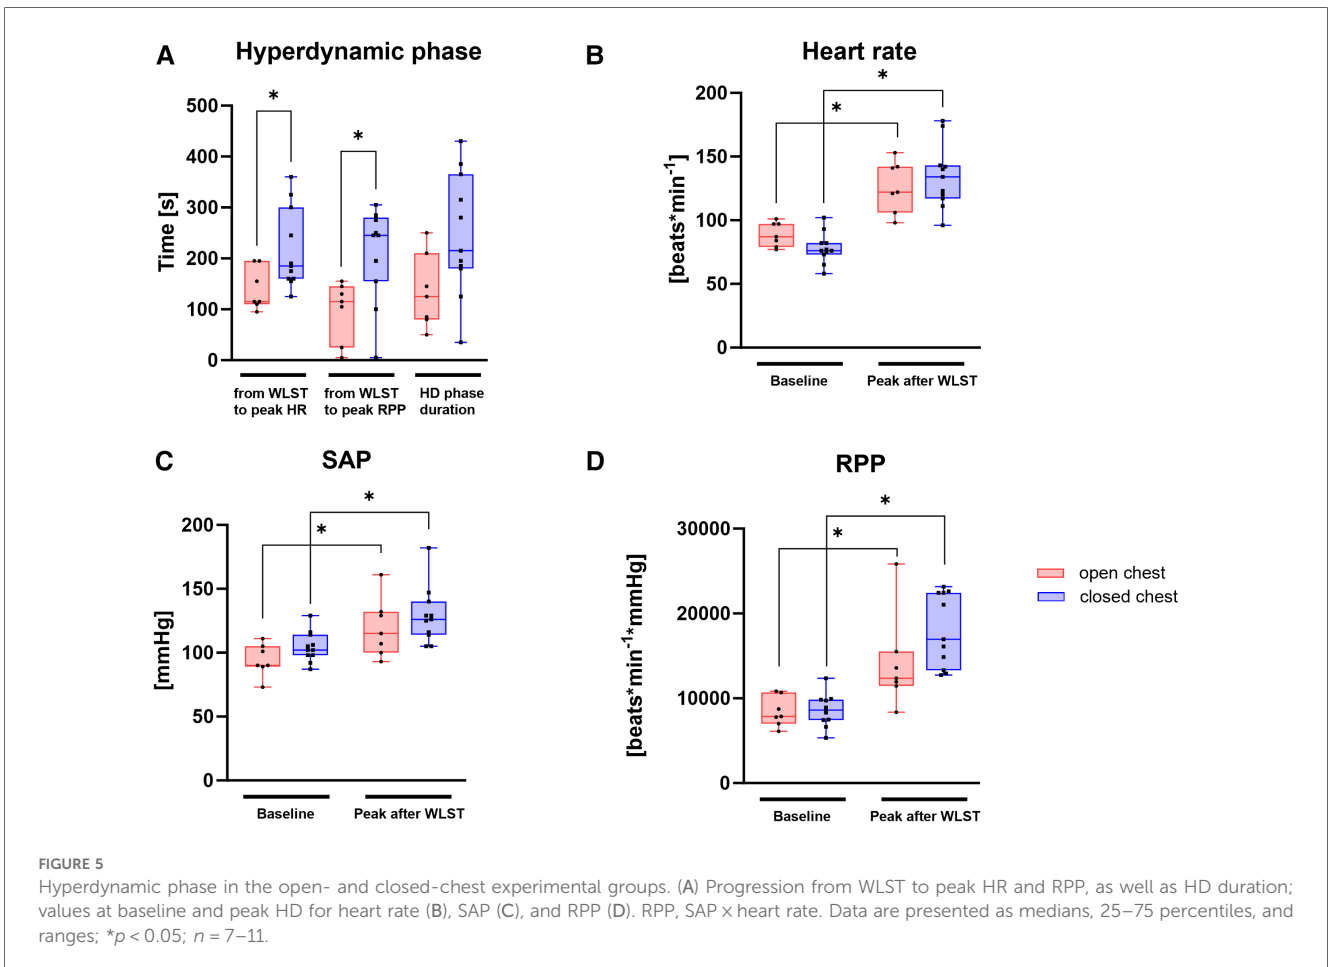 A
Hyperdynamic phase
Time [s]
500
400
300
200
100
0
*
*
from WLST
to peak HR
from WLST
to peak RPP
HD phase
duration
B
Heart rate
[beats*min-1]
200
150
100
50
0
*
*
Baseline
Peak after WLST
C
SAP
[mmHg]
200
150
100
50
0
*
*
Baseline
Peak after WLST
D
RPP
[beats*min-1*mmHg]
30000
20000
10000
0
*
*
Baseline
Peak after WLST
open chest
closed chest
FIGURE 5
Hyperdynamic phase in the open- and closed-chest experimental groups. (A) Progression from WLST to peak HR and RPP, as well as HD duration;
values at baseline and peak HD for heart rate (B), SAP (C), and RPP (D). RPP, SAP × heart rate. Data are presented as medians, 25–75 percentiles, and
ranges; *p < 0.05; n = 7–11.